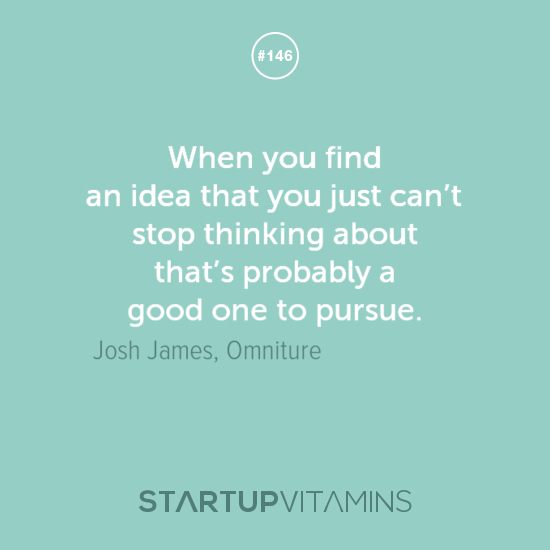 #146
When you find
an idea that you just can’t
stop thinking about
that’s probably a
good one to pursue.
Josh James, Omniture
STARTUPVITAMINS